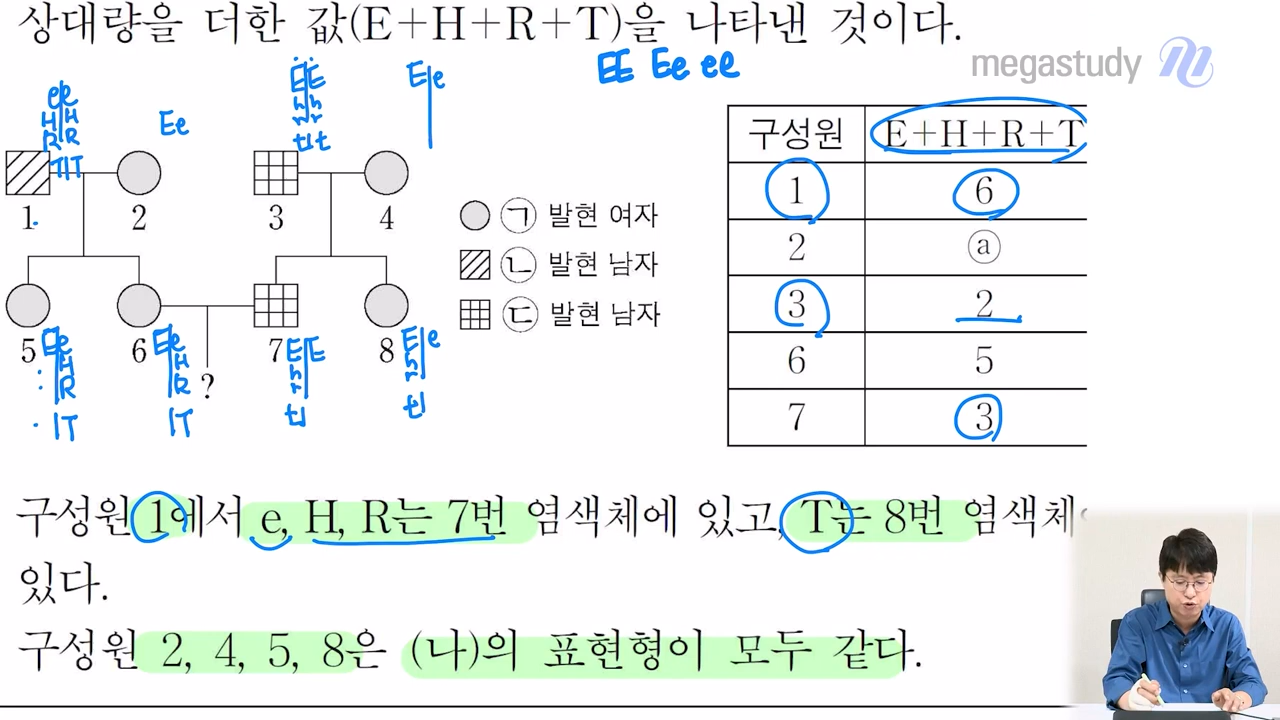 상대량을 더한 값(E+H+R+T)을 나타낸 것이다.
megastudy
EE Ee ee
ee
H H
R R
T T
Ee
EE
h h
r r
t t
E e
1
2
3
4
㉠ 발현 여자
㉡ 발현 남자
㉢ 발현 남자
5
6
7
8
?
E e
H
R
T
E e
H
R
T
E E
h
r
t
E e
h
r
t
구성원 E+H+R+T
1 6
2 ⓐ
3 2
6 5
7 3
구성원 1에서 e, H, R는 7번 염색체에 있고, T는 8번 염색체
있다.
구성원 2, 4, 5, 8은 (나)의 표현형이 모두 같다.